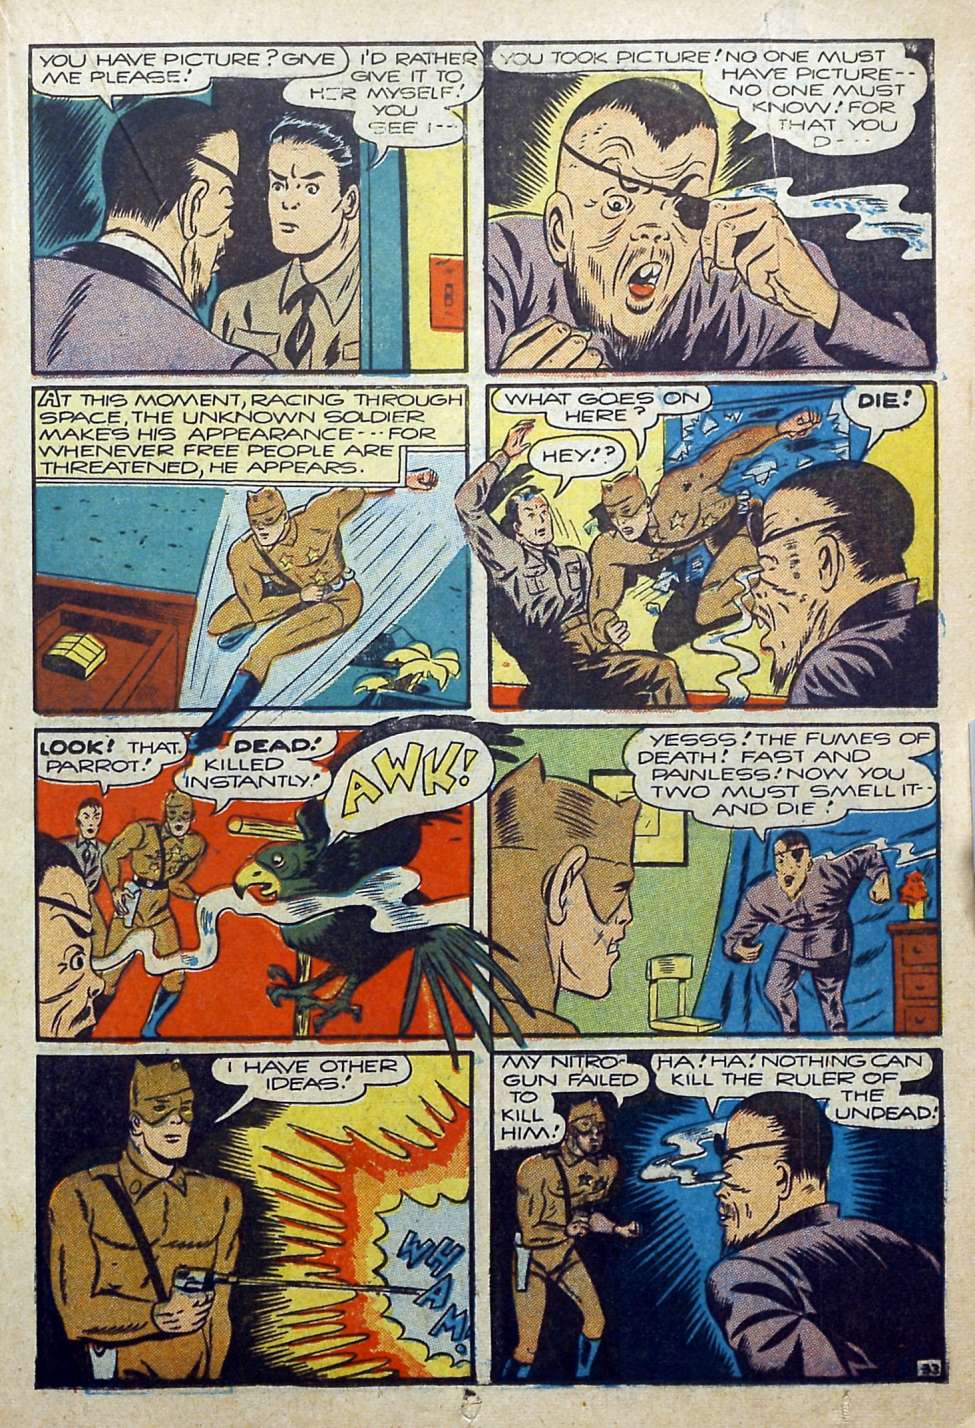 YOU HAVE PICTURE? GIVE
ME PLEASE!
I'D RATHER
GIVE IT TO
HER MYSELF!
YOU
SEE I--
YOU TOOK PICTURE! NO ONE MUST
HAVE PICTURE--
NO ONE MUST
KNOW! FOR
THAT YOU
D---
AT THIS MOMENT, RACING THROUGH
SPACE, THE UNKNOWN SOLDIER
MAKES HIS APPEARANCE---FOR
WHENEVER FREE PEOPLE ARE
THREATENED, HE APPEARS.
WHAT GOES ON
HERE?
HEY!?
DIE!
LOOK! THAT
PARROT!
DEAD!
KILLED
INSTANTLY!
AWK!
YESSS! THE FUMES OF
DEATH! FAST AND
PAINLESS! NOW YOU
TWO MUST SMELL IT--
AND DIE!
I HAVE OTHER
IDEAS!
WHAM!
MY NITRO-
GUN FAILED
TO
KILL
HIM!
HA! HA! NOTHING CAN
KILL THE RULER OF
THE
UNDEAD!
33